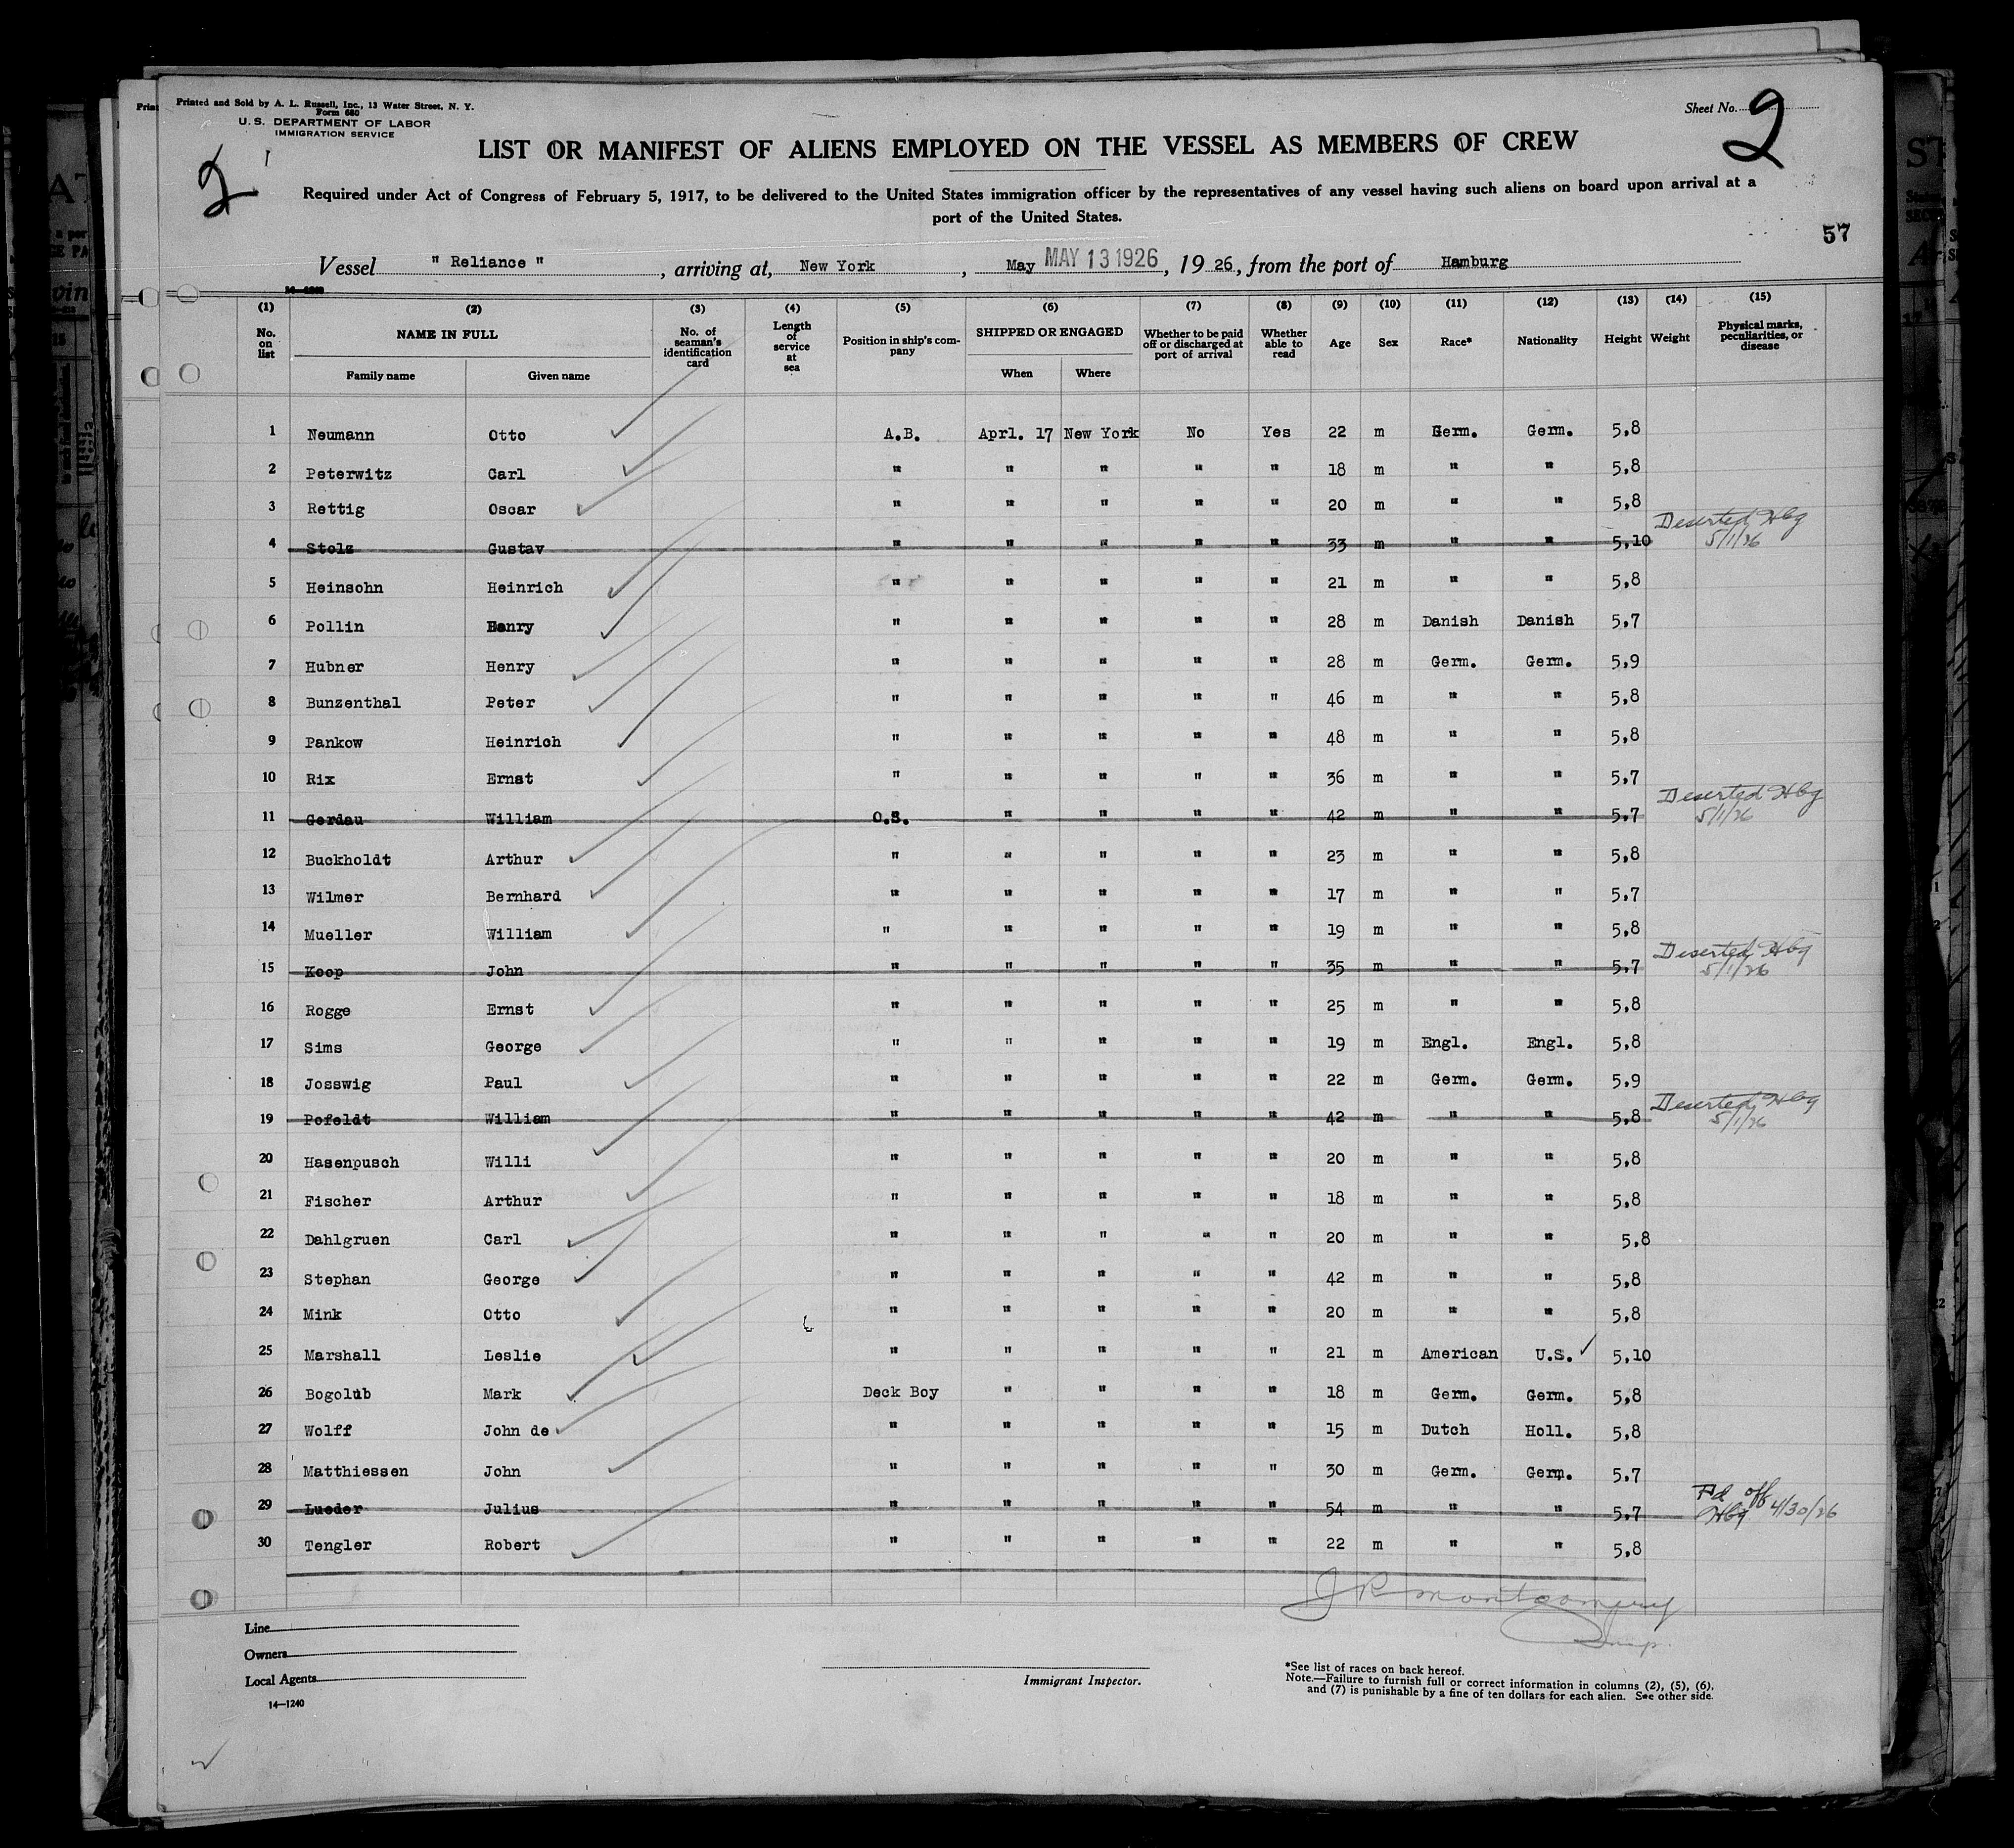 Printed and Sold by A. L. Russell, Inc., 13 Water Street, N. Y.
Form 680
U. S. DEPARTMENT OF LABOR
IMMIGRATION SERVICE
Sheet No. 2
2
LIST OR MANIFEST OF ALIENS EMPLOYED ON THE VESSEL AS MEMBERS OF CREW
Required under Act of Congress of February 5, 1917, to be delivered to the United States immigration officer by the representatives of any vessel having such aliens on board upon arrival at a
port of the United States.
57
Vessel " Reliance ", arriving at, New York, May MAY 13 1926, 19 26, from the port of Hamburg
14—1240
(1) (2) (3) (4) (5) (6) (7) (8) (9) (10) (11) (12) (13) (14) (15)
No. on list NAME IN FULL Family name Given name No. of seaman's identification card Length of service at sea Position in ship's company SHIPPED OR ENGAGED When Where Whether to be paid off or discharged at port of arrival Whether able to read Age Sex Race* Nationality Height Weight Physical marks, peculiarities, or disease
1 Neumann Otto A.B. Aprl. 17 New York No Yes 22 m Germ. Germ. 5,8
2 Peterwitz Carl " " " " " 18 m " " 5,8
3 Rettig Oscar " " " " " 20 m " " 5,8
4 Stolz Gustav " " " " " 33 m " " 5,10 Deserted Hbg 5/1/26
5 Heinsohn Heinrich " " " " " 21 m " " 5,8
6 Pollin Henry " " " " " 28 m Danish Danish 5,7
7 Hubner Henry " " " " " 28 m Germ. Germ. 5,9
8 Bunzenthal Peter " " " " " 46 m " " 5,8
9 Pankow Heinrich " " " " " 48 m " " 5,8
10 Rix Ernst " " " " " 36 m " " 5,7
11 Gerdau William O.S. " " " " 42 m " " 5,7 Deserted Hbg 5/1/26
12 Buckholdt Arthur " " " " " 23 m " " 5,8
13 Wilmer Bernhard " " " " " 17 m " " 5,7
14 Mueller William " " " " " 19 m " " 5,8
15 Koop John " " " " " 35 m " " 5,7 Deserted Hbg 5/1/26
16 Rogge Ernst " " " " " 25 m " " 5,8
17 Sims George " " " " " 19 m Engl. Engl. 5,8
18 Josswig Paul " " " " " 22 m Germ. Germ. 5,9
19 Pofeldt William " " " " " 42 m " " 5,8 Deserted Hbg 5/1/26
20 Hasenpusch Willi " " " " " 20 m " " 5,8
21 Fischer Arthur " " " " " 18 m " " 5,8
22 Dahlgruen Carl " " " " " 20 m " " 5,8
23 Stephan George " " " " " 42 m " " 5,8
24 Mink Otto " " " " " 20 m " " 5,8
25 Marshall Leslie " " " " " 21 m American U.S. 5,10
26 Bogolub Mark Deck Boy " " " " 18 m Germ. Germ. 5,8
27 Wolff John de " " " " " 15 m Dutch Holl. 5,8
28 Matthiessen John " " " " " 30 m Germ. Germ. 5,7
29 Lueder Julius " " " " " 54 m " " 5,7 Pd off Hbg 4/30/26
30 Tengler Robert " " " " " 22 m " " 5,8
J R Montgomery
Insp.
Line
Owners
Local Agents
14—1240
Immigrant Inspector.
*See list of races on back hereof.
Note.—Failure to furnish full or correct information in columns (2), (5), (6),
and (7) is punishable by a fine of ten dollars for each alien. See other side.